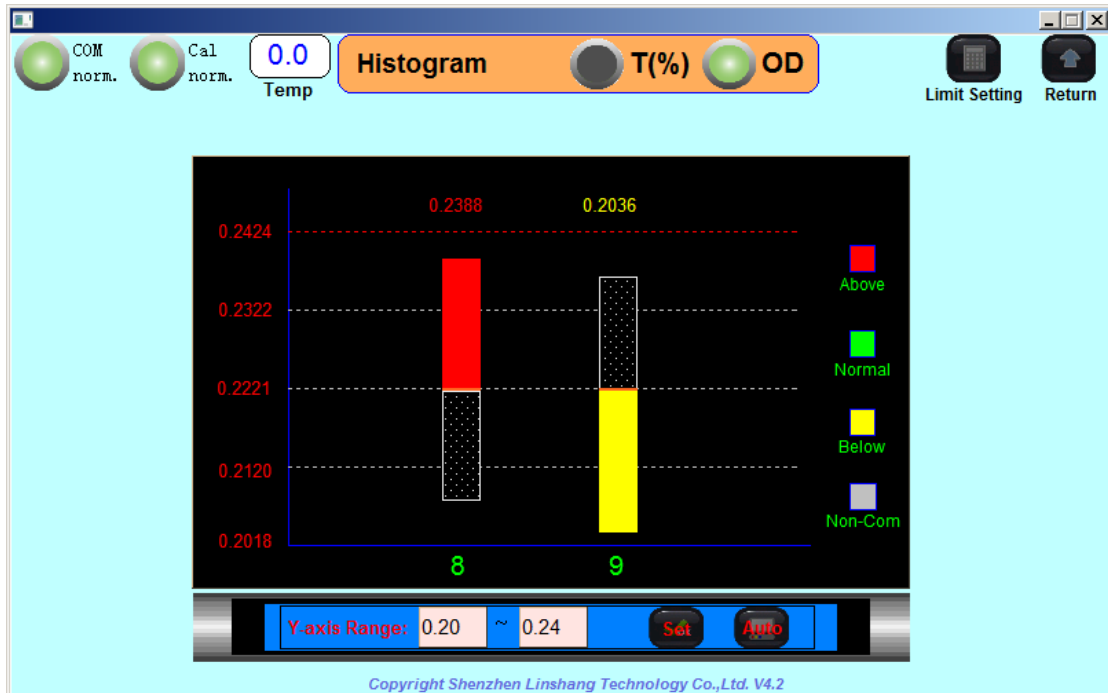 COM norm.
Cal norm.
0.0
Temp
Histogram
T(%)
OD
Limit Setting
Return
0.2388
0.2036
0.2424
0.2322
0.2221
0.2120
0.2018
8
9
Above
Normal
Below
Non-Com
Y-axis Range: 0.20 ~ 0.24
Set
Auto
Copyright Shenzhen Linshang Technology Co.,Ltd. V4.2